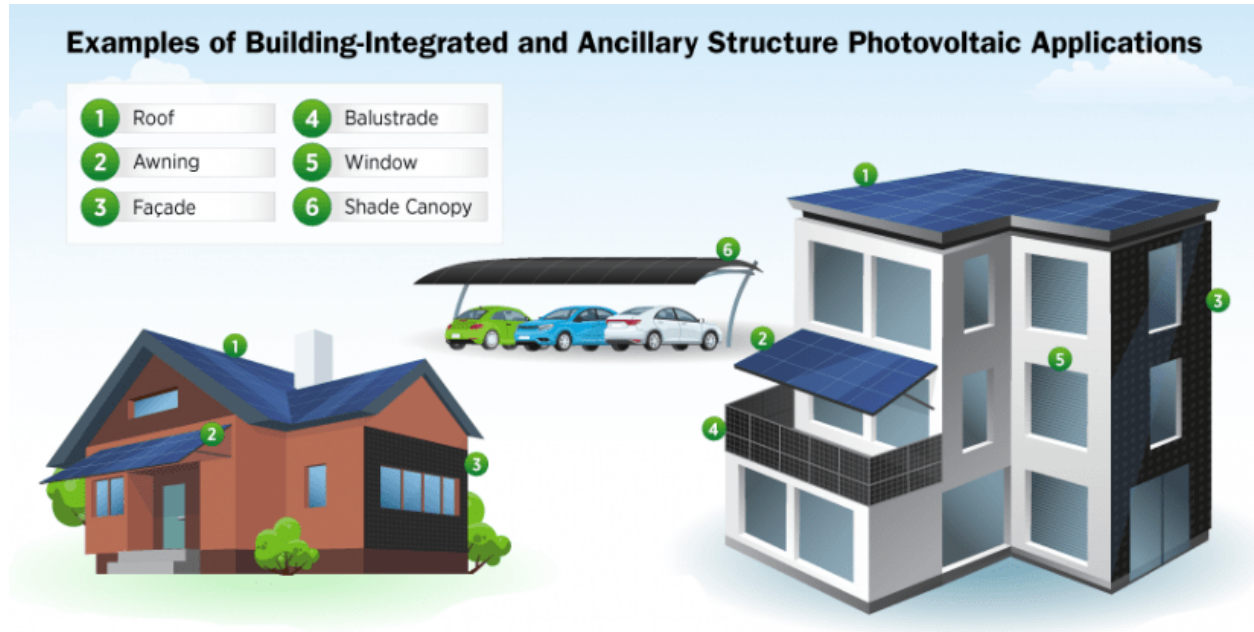 Examples of Building-Integrated and Ancillary Structure Photovoltaic Applications
1 Roof
2 Awning
3 Façade
4 Balustrade
5 Window
6 Shade Canopy
1
6
3
2
5
1
4
2
3